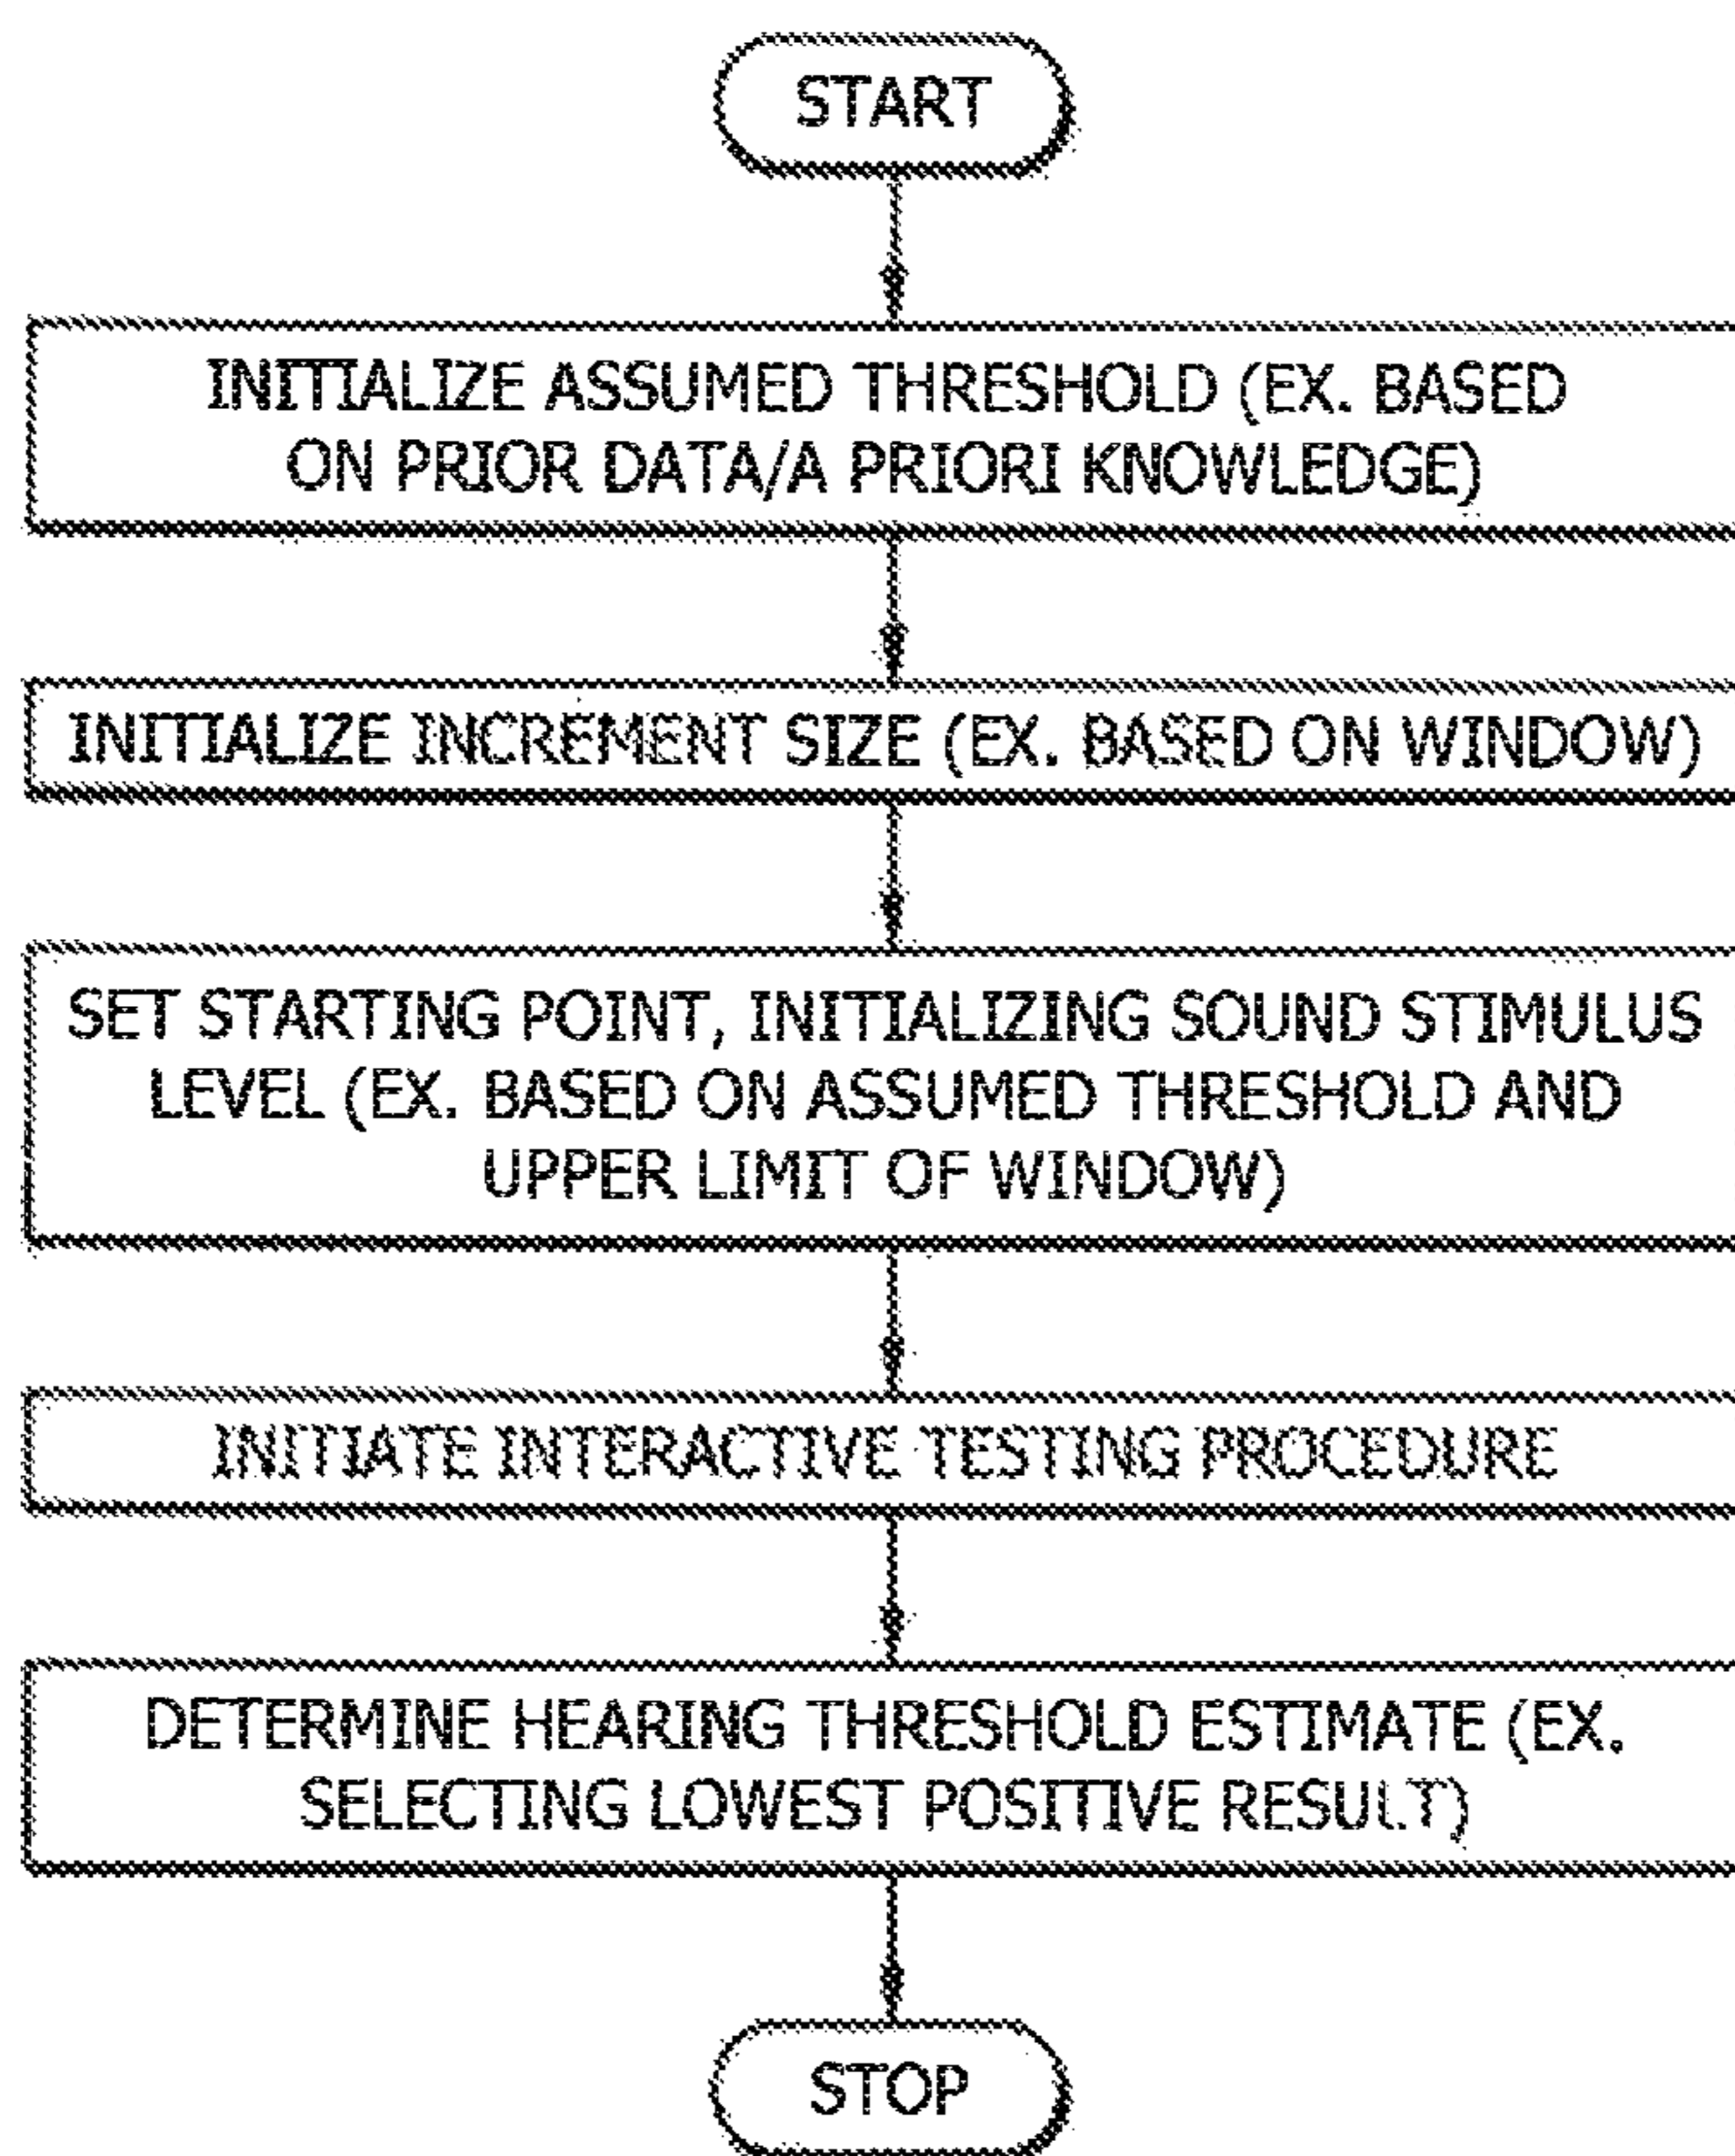 START
INITIALIZE ASSUMED THRESHOLD (EX. BASED
ON PRIOR DATA/A PRIORI KNOWLEDGE)
INITIALIZE INCREMENT SIZE (EX. BASED ON WINDOW)
SET STARTING POINT, INITIALIZING SOUND STIMULUS
LEVEL (EX. BASED ON ASSUMED THRESHOLD AND
UPPER LIMIT OF WINDOW)
INITIATE INTERACTIVE TESTING PROCEDURE
DETERMINE HEARING THRESHOLD ESTIMATE (EX.
SELECTING LOWEST POSITIVE RESULT)
STOP